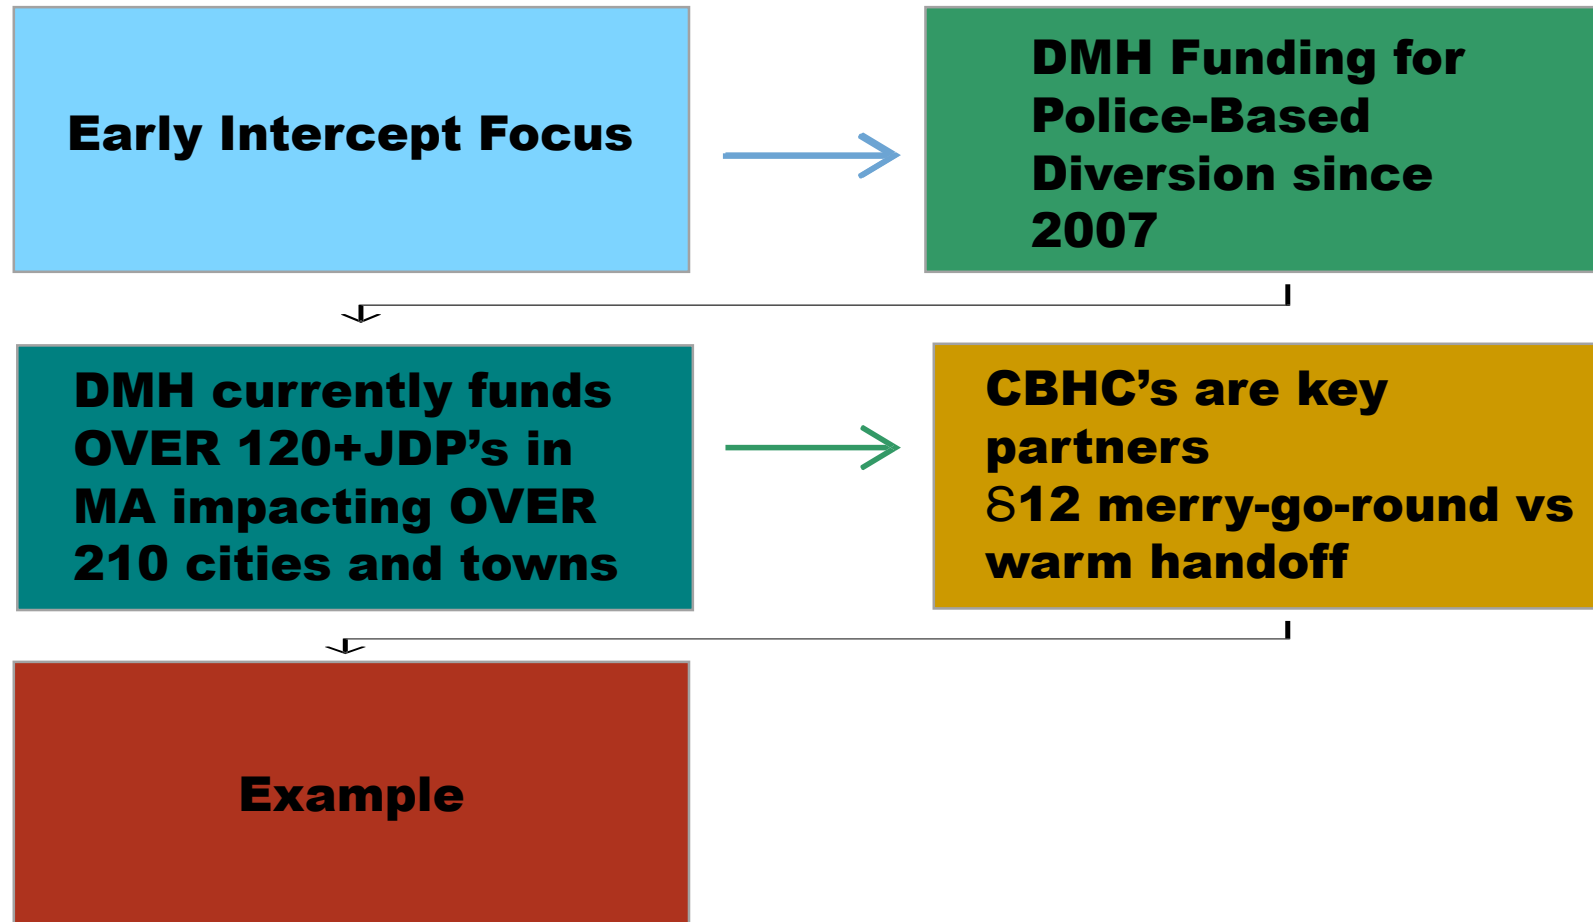 Early Intercept Focus
DMH Funding for
Police-Based
Diversion since
2007
DMH currently funds
OVER 120+JDP’s in
MA impacting OVER
210 cities and towns
CBHC’s are key
partners
δ12 merry-go-round vs
warm handoff
Example